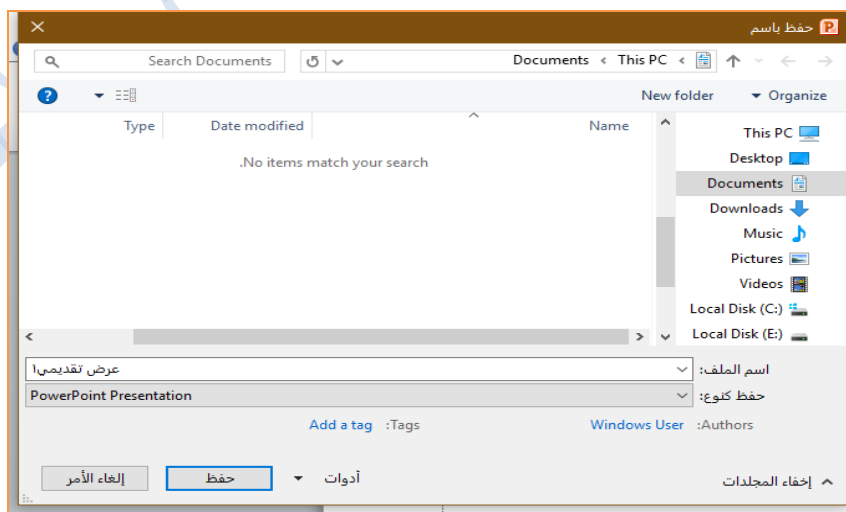 حفظ باسم
This PC › Documents
Search Documents
Organize
New folder
Name
Date modified
Type
No items match your search.
This PC
Desktop
Documents
Downloads
Music
Pictures
Videos
Local Disk (C:)
Local Disk (E:)
اسم الملف: عرض تقديمي١
حفظ كنوع: PowerPoint Presentation
Authors: Windows User
Tags: Add a tag
إخفاء المجلدات
أدوات
حفظ
إلغاء الأمر